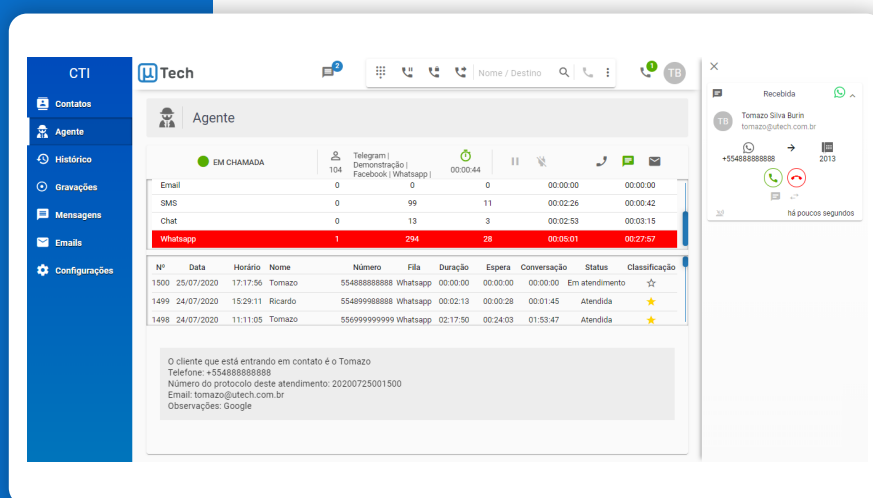 CTI
Contatos
Agente
Histórico
Gravações
Mensagens
Emails
Configurações
µ Tech
2
Nome / Destino
1
TB
Agente
EM CHAMADA
104
Telegram |
Demonstração |
Facebook | Whatsapp |
00:00:44
Email 0 0 0 00:00:00 00:00:00
SMS 0 99 11 00:02:26 00:00:42
Chat 0 13 3 00:02:53 00:03:15
Whatsapp 1 294 28 00:05:01 00:27:57
Nº Data Horário Nome Número Fila Duração Espera Conversação Status Classificação
1500 25/07/2020 17:17:56 Tomazo 554888888888 Whatsapp 00:00:00 00:00:00 00:00:00 Em atendimento
1499 24/07/2020 15:29:11 Ricardo 554899988888 Whatsapp 00:02:13 00:00:28 00:01:45 Atendida
1498 24/07/2020 11:11:05 Tomazo 556999999999 Whatsapp 02:17:50 00:24:03 01:53:47 Atendida
O cliente que está entrando em contato é o Tomazo
Telefone: +554888888888
Número do protocolo deste atendimento: 20200725001500
Email: tomazo@utech.com.br
Observações: Google
Recebida
TB
Tomazo Silva Burin
tomazo@utech.com.br
+554888888888 2013
há poucos segundos